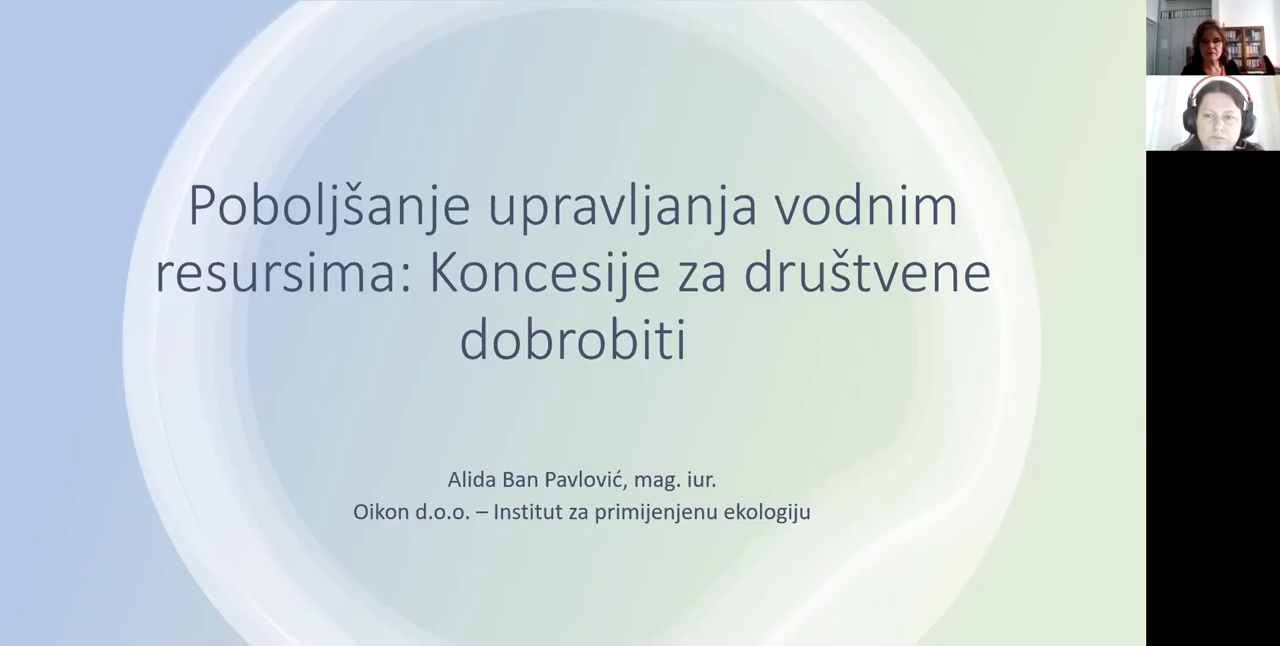 Poboljšanje upravljanja vodnim
resursima: Koncesije za društvene
dobrobiti
Alida Ban Pavlović, mag. iur.
Oikon d.o.o. – Institut za primijenjenu ekologiju